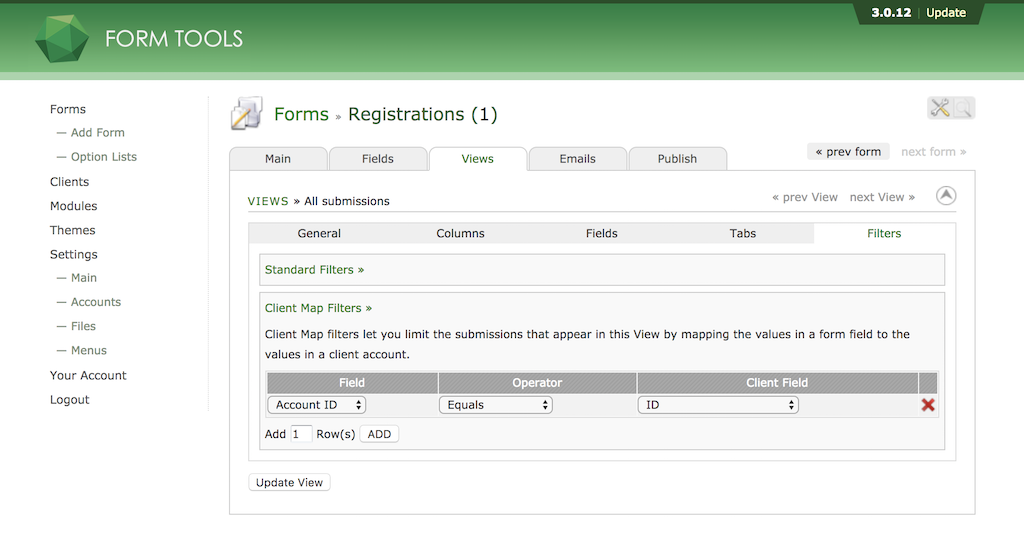 3.0.12 | Update
FORM TOOLS
Forms
— Add Form
— Option Lists
Clients
Modules
Themes
Settings
— Main
— Accounts
— Files
— Menus
Your Account
Logout
Forms » Registrations (1)
Main Fields Views Emails Publish
« prev form next form »
VIEWS » All submissions
« prev View next View »
General Columns Fields Tabs Filters
Standard Filters »
Client Map Filters »
Client Map filters let you limit the submissions that appear in this View by mapping the values in a form field to the
values in a client account.
Field Operator Client Field
Account ID Equals ID
Add 1 Row(s) ADD
Update View